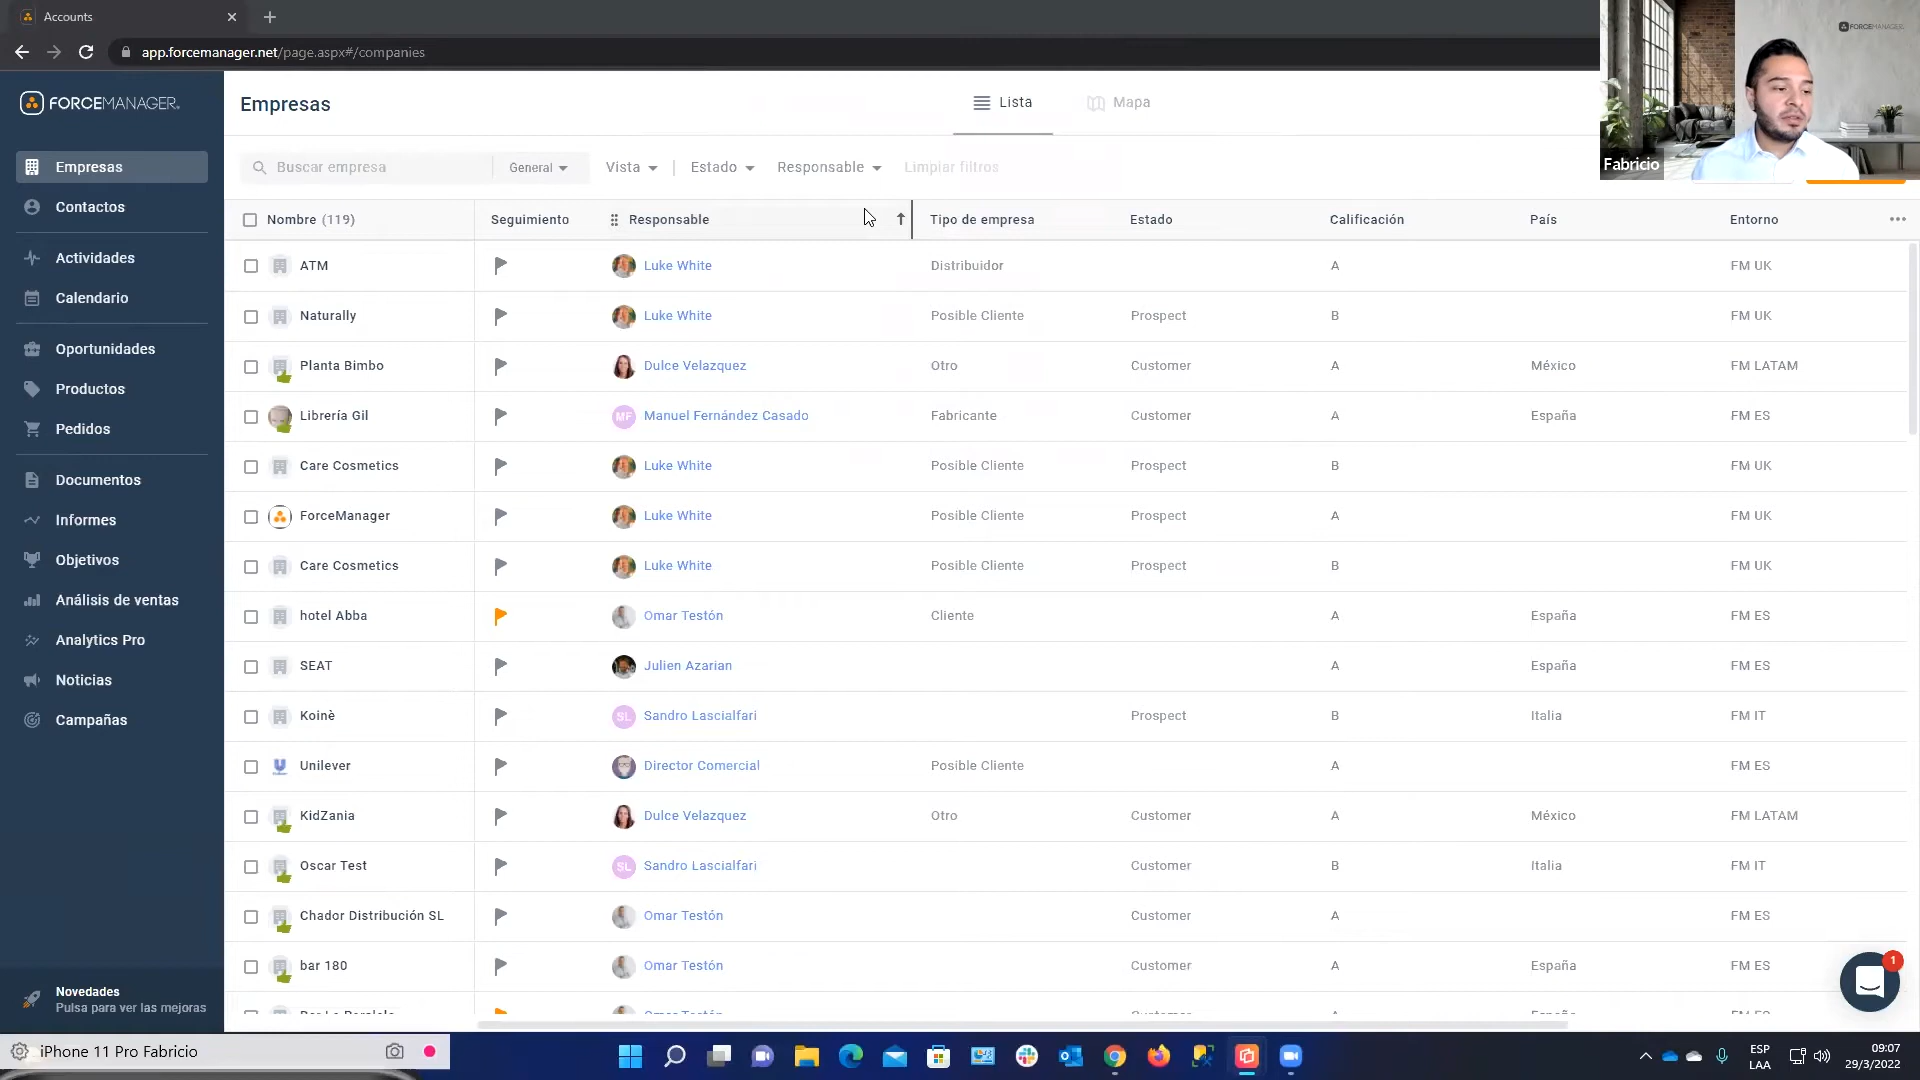 Accounts
app.forcemanager.net/page.aspx#/companies
FORCEMANAGER
FORCEMANAGER.
Empresas
Lista
Mapa
Fabricio
Empresas
Contactos
Actividades
Calendario
Oportunidades
Productos
Pedidos
Documentos
Informes
Objetivos
Análisis de ventas
Analytics Pro
Noticias
Campañas
Novedades
Pulsa para ver las mejoras
Buscar empresa
General
Vista
Estado
Responsable
Limpiar filtros
Nombre (119) Seguimiento Responsable Tipo de empresa Estado Calificación País Entorno
ATM Luke White Distribuidor A FM UK
Naturally Luke White Posible Cliente Prospect B FM UK
Planta Bimbo Dulce Velazquez Otro Customer A México FM LATAM
Librería Gil MF Manuel Fernández Casado Fabricante Customer A España FM ES
Care Cosmetics Luke White Posible Cliente Prospect B FM UK
ForceManager Luke White Posible Cliente Prospect A FM UK
Care Cosmetics Luke White Posible Cliente Prospect B FM UK
hotel Abba Omar Testón Cliente A España FM ES
SEAT Julien Azarian A España FM ES
Koinè SL Sandro Lascialfari Prospect B Italia FM IT
Unilever Director Comercial Posible Cliente A FM ES
KidZania Dulce Velazquez Otro Customer A México FM LATAM
Oscar Test SL Sandro Lascialfari Customer B Italia FM IT
Chador Distribución SL Omar Testón Customer A FM ES
bar 180 Omar Testón Customer A España FM ES
1
iPhone 11 Pro Fabricio
ESP
LAA
09:07
29/3/2022